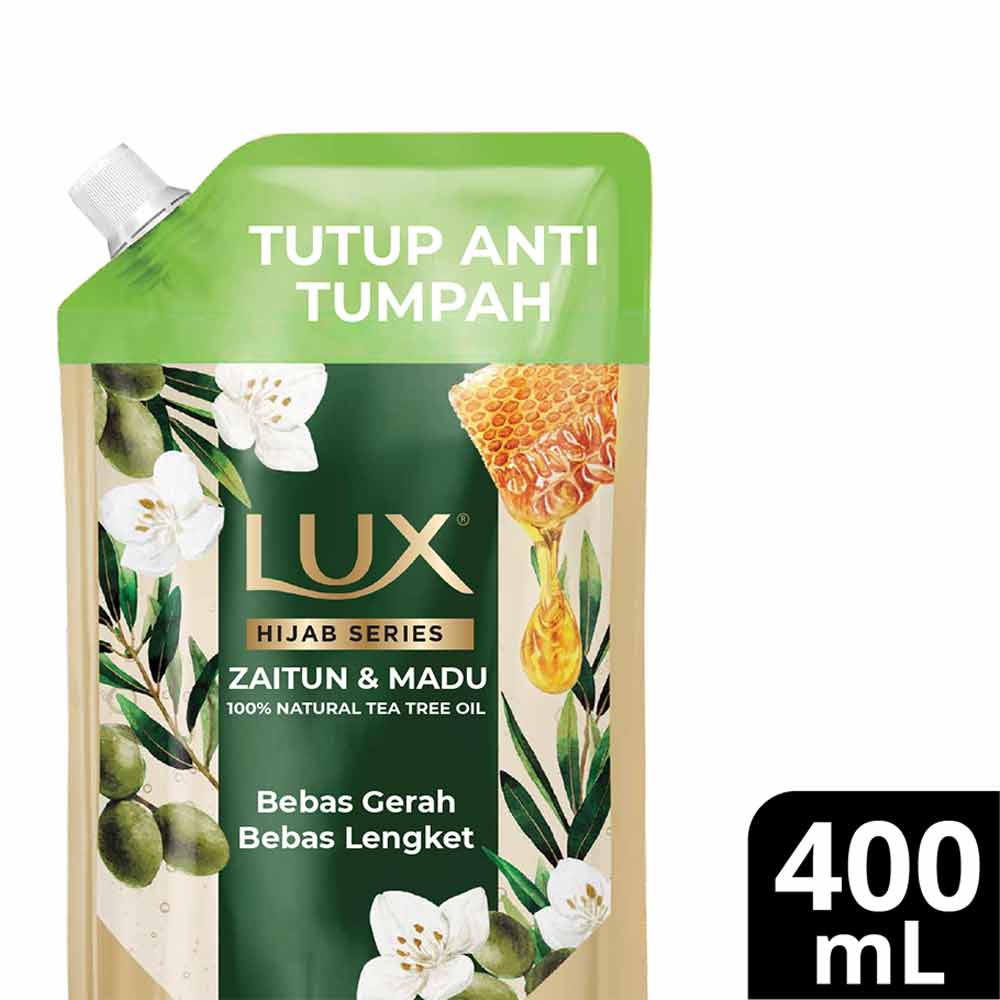 TUTUP ANTI
TUMPAH
LUX®
HIJAB SERIES
ZAITUN & MADU
100% NATURAL TEA TREE OIL
Bebas Gerah
Bebas Lengket
400
mL